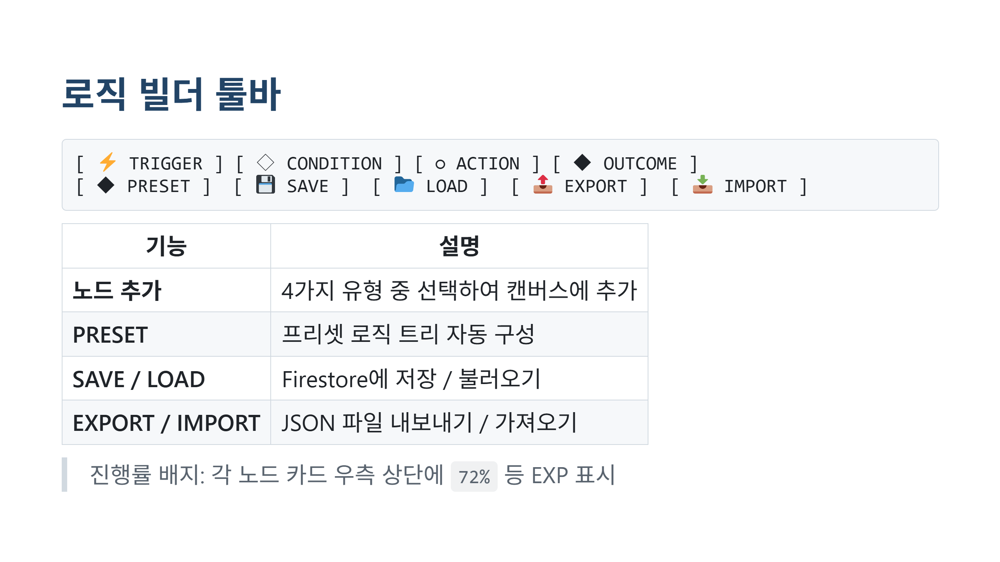 로직 빌더 툴바
[ ⚡ TRIGGER ] [ ◇ CONDITION ] [ ○ ACTION ] [ ◆ OUTCOME ]
[ ◆ PRESET ] [ 💾 SAVE ] [ 📂 LOAD ] [ 📤 EXPORT ] [ 📥 IMPORT ]
기능 설명
노드 추가 4가지 유형 중 선택하여 캔버스에 추가
PRESET 프리셋 로직 트리 자동 구성
SAVE / LOAD Firestore에 저장 / 불러오기
EXPORT / IMPORT JSON 파일 내보내기 / 가져오기
진행률 배지: 각 노드 카드 우측 상단에 72% 등 EXP 표시